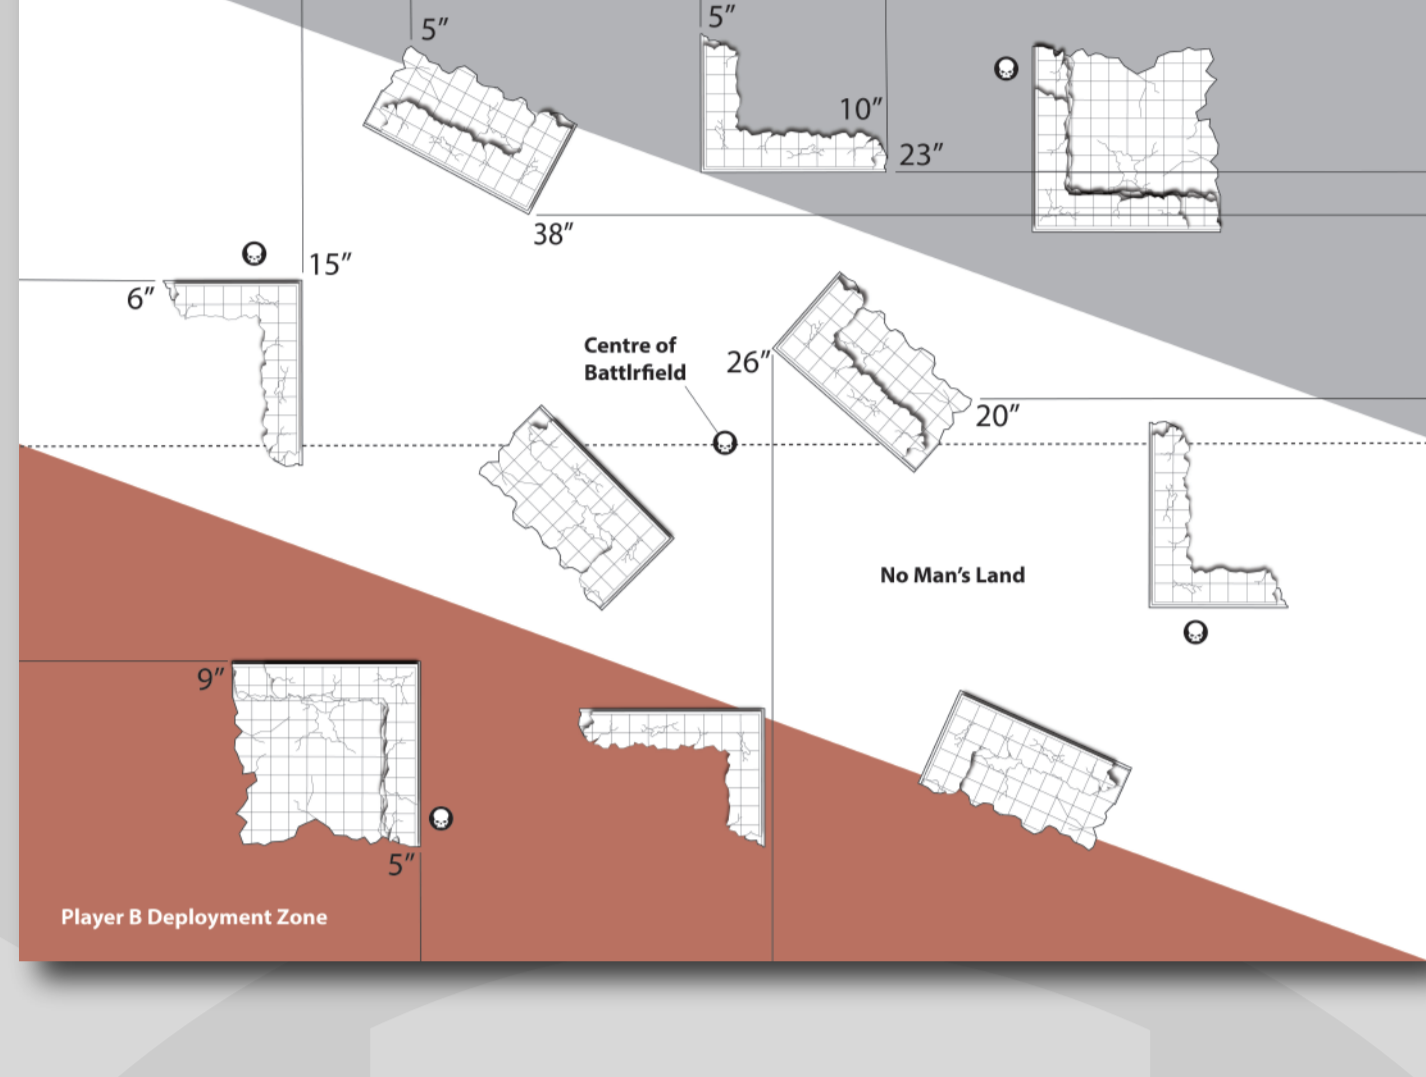 5″
5″
10″
23″
38″
15″
6″
Centre of
Battlrfield
26″
20″
No Man’s Land
9″
5″
Player B Deployment Zone